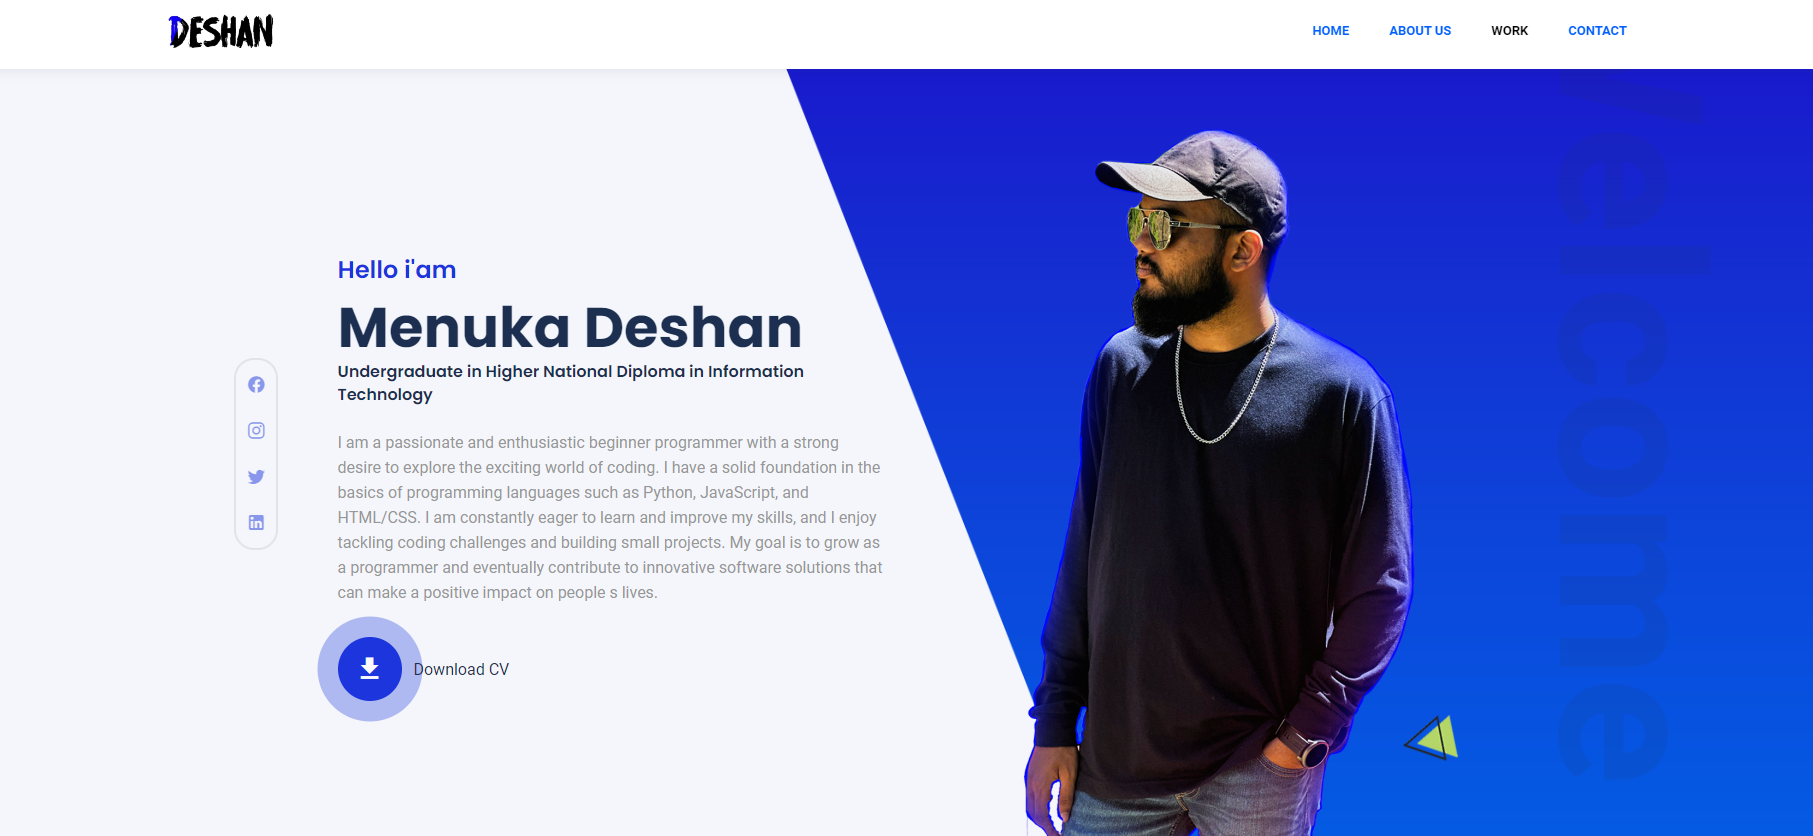 DESHAN
HOME ABOUT US WORK CONTACT
Hello i'am
Menuka Deshan
Undergraduate in Higher National Diploma in Information
Technology
I am a passionate and enthusiastic beginner programmer with a strong
desire to explore the exciting world of coding. I have a solid foundation in the
basics of programming languages such as Python, JavaScript, and
HTML/CSS. I am constantly eager to learn and improve my skills, and I enjoy
tackling coding challenges and building small projects. My goal is to grow as
a programmer and eventually contribute to innovative software solutions that
can make a positive impact on people s lives.
Download CV
Welcome